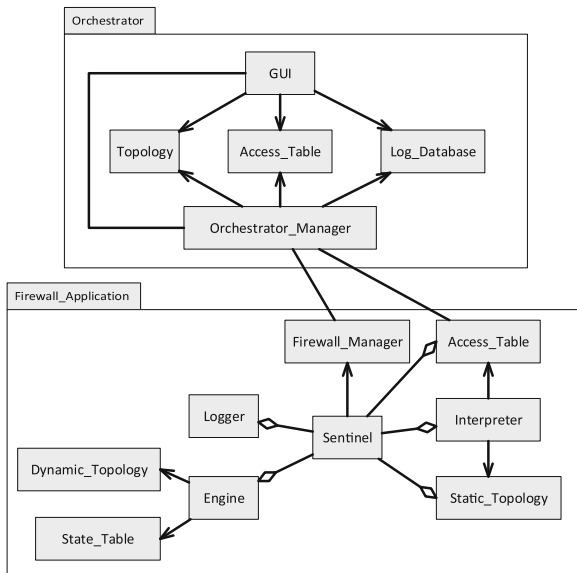 Orchestrator
GUI
Topology
Access_Table
Log_Database
Orchestrator_Manager
Firewall_Application
Firewall_Manager
Access_Table
Logger
Sentinel
Interpreter
Dynamic_Topology
Engine
Static_Topology
State_Table